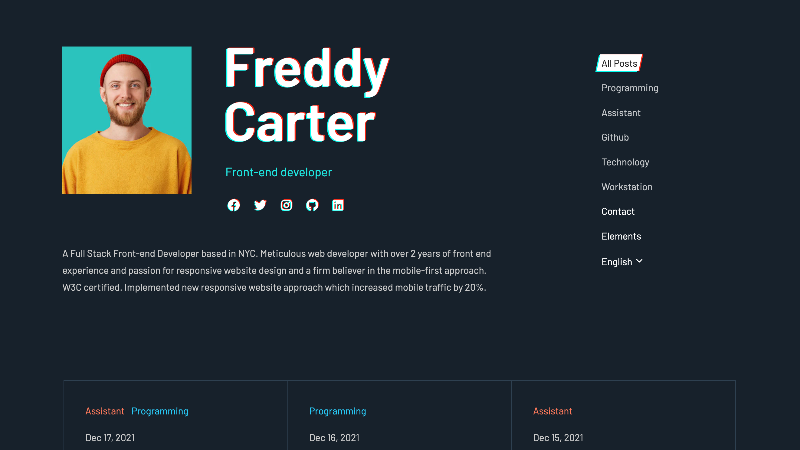 Freddy
Carter
Front-end developer
A Full Stack Front-end Developer based in NYC. Meticulous web developer with over 2 years of front end
experience and passion for responsive website design and a firm believer in the mobile-first approach.
W3C certified. Implemented new responsive website approach which increased mobile traffic by 20%.
All Posts
Programming
Assistant
Github
Technology
Workstation
Contact
Elements
English
Assistant Programming
Dec 17, 2021
Programming
Dec 16, 2021
Assistant
Dec 15, 2021